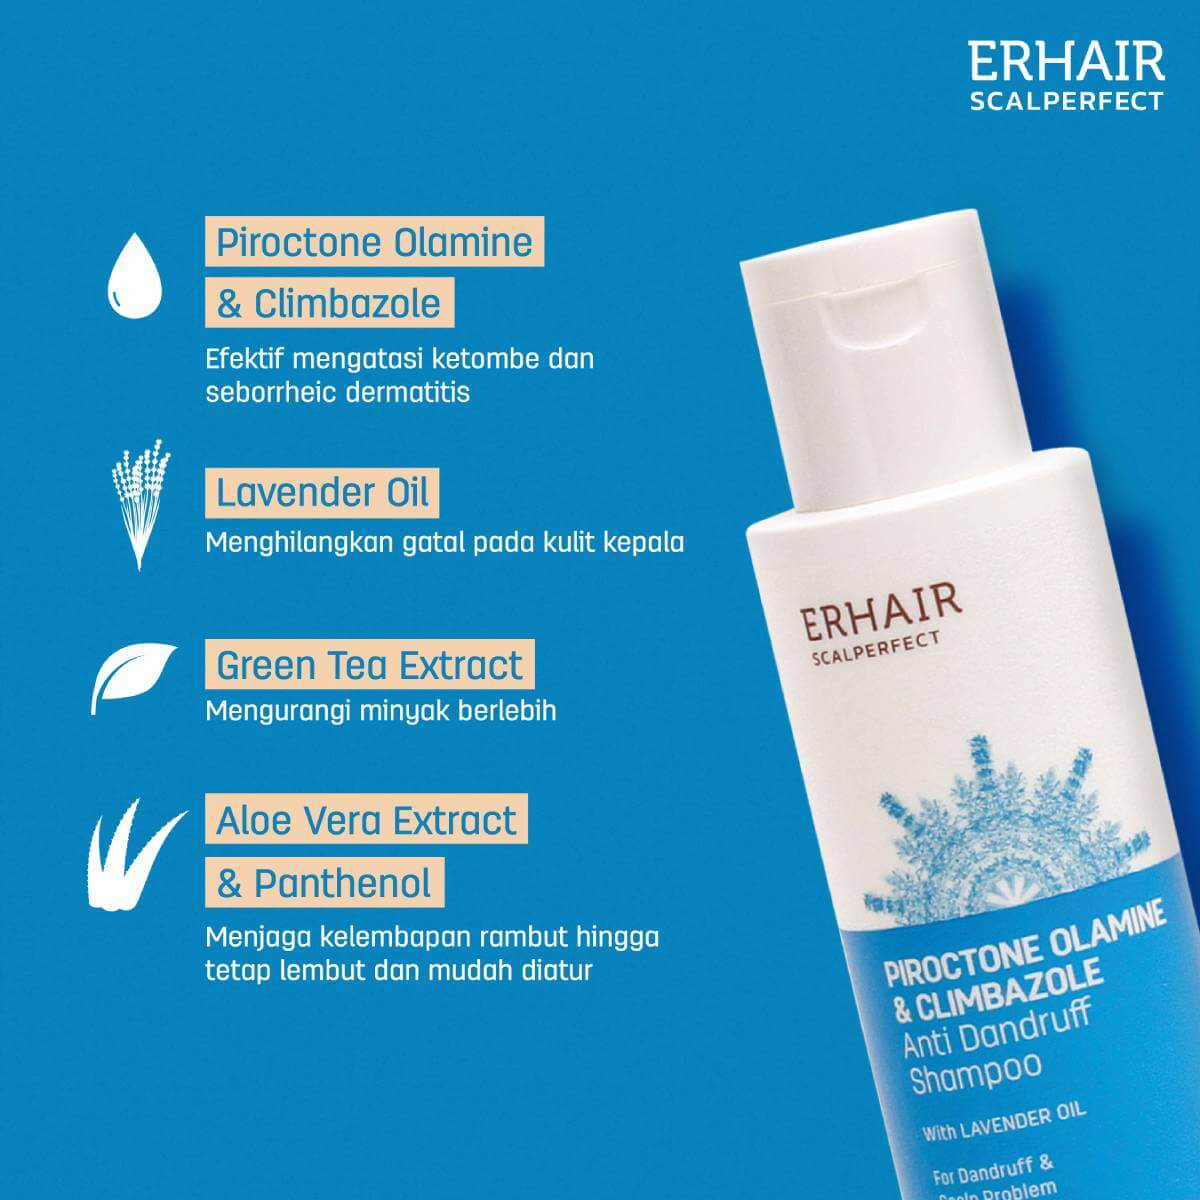 ERHAIR
SCALPERFECT
Piroctone Olamine
& Climbazole
Efektif mengatasi ketombe dan
seborrheic dermatitis
Lavender Oil
Menghilangkan gatal pada kulit kepala
Green Tea Extract
Mengurangi minyak berlebih
Aloe Vera Extract
& Panthenol
Menjaga kelembapan rambut hingga
tetap lembut dan mudah diatur
ERHAIR
SCALPERFECT
PIROCTONE OLAMINE
& CLIMBAZOLE
Anti Dandruff
Shampoo
With LAVENDER OIL
For Dandruff &
Scalp Problem